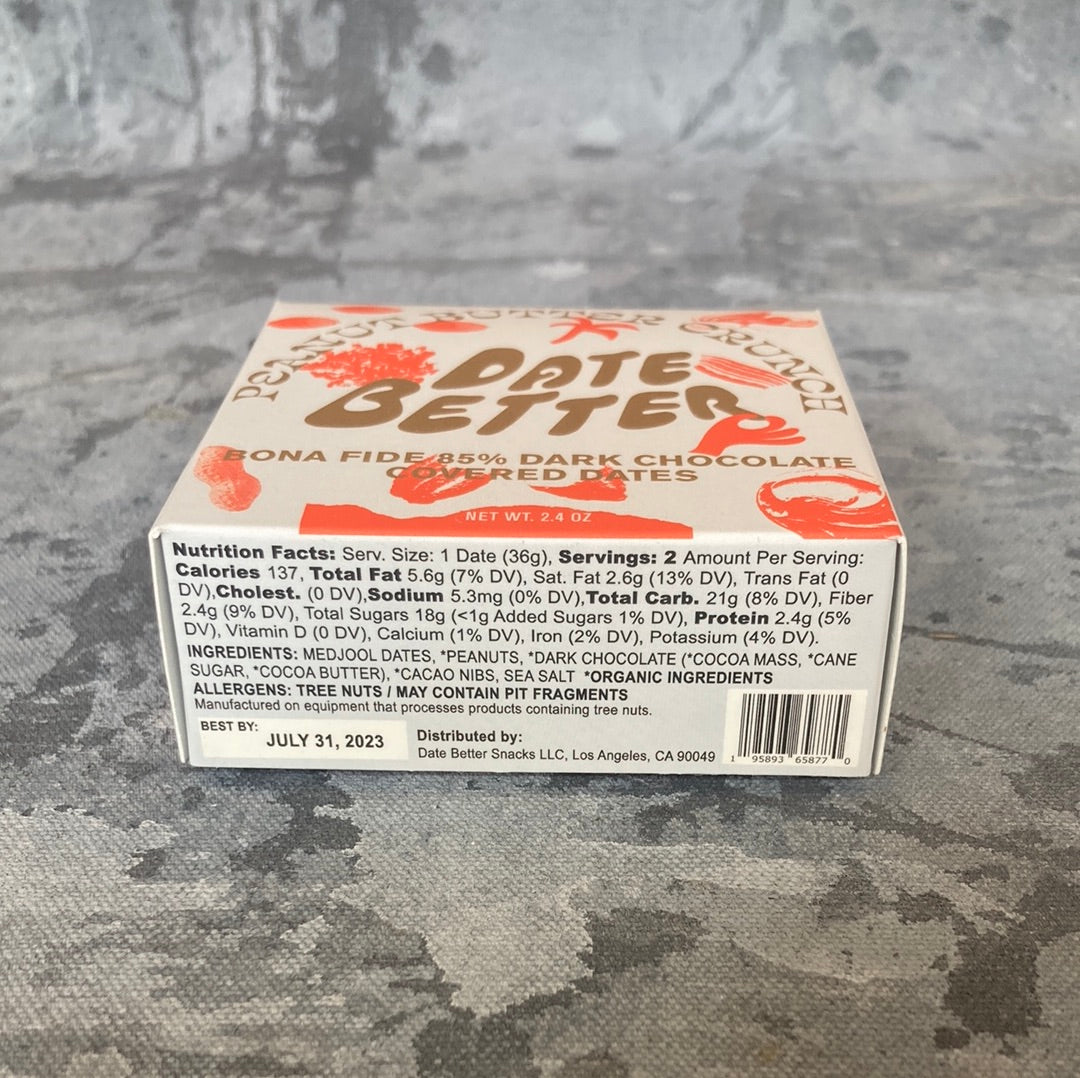 PEANUT BUTTER CRUNCH
DATE
BETTER
BONA FIDE 85% DARK CHOCOLATE
COVERED DATES
NET WT. 2.4 OZ
Nutrition Facts: Serv. Size: 1 Date (36g), Servings: 2 Amount Per Serving:
Calories 137, Total Fat 5.6g (7% DV), Sat. Fat 2.6g (13% DV), Trans Fat (0
DV),Cholest. (0 DV),Sodium 5.3mg (0% DV),Total Carb. 21g (8% DV), Fiber
2.4g (9% DV), Total Sugars 18g (<1g Added Sugars 1% DV), Protein 2.4g (5%
DV), Vitamin D (0 DV), Calcium (1% DV), Iron (2% DV), Potassium (4% DV).
INGREDIENTS: MEDJOOL DATES, *PEANUTS, *DARK CHOCOLATE (*COCOA MASS, *CANE
SUGAR, *COCOA BUTTER), *CACAO NIBS, SEA SALT *ORGANIC INGREDIENTS
ALLERGENS: TREE NUTS / MAY CONTAIN PIT FRAGMENTS
Manufactured on equipment that processes products containing tree nuts.
BEST BY:
JULY 31, 2023
Distributed by:
Date Better Snacks LLC, Los Angeles, CA 90049
1 95893 65877 0